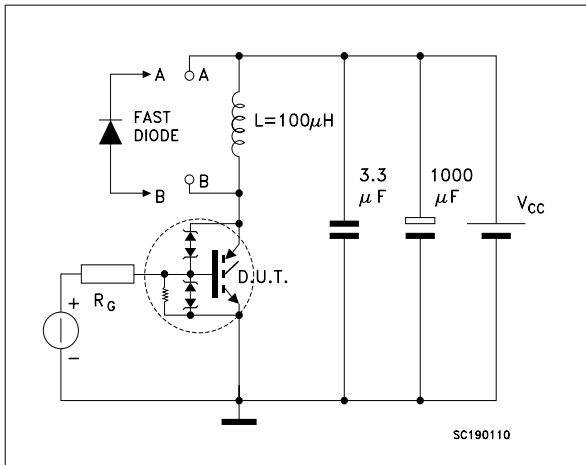 A
A
FAST
DIODE
L=100μH
B
B
3.3
μF
1000
μF
VCC
D.U.T.
RG
+
-
SC190110